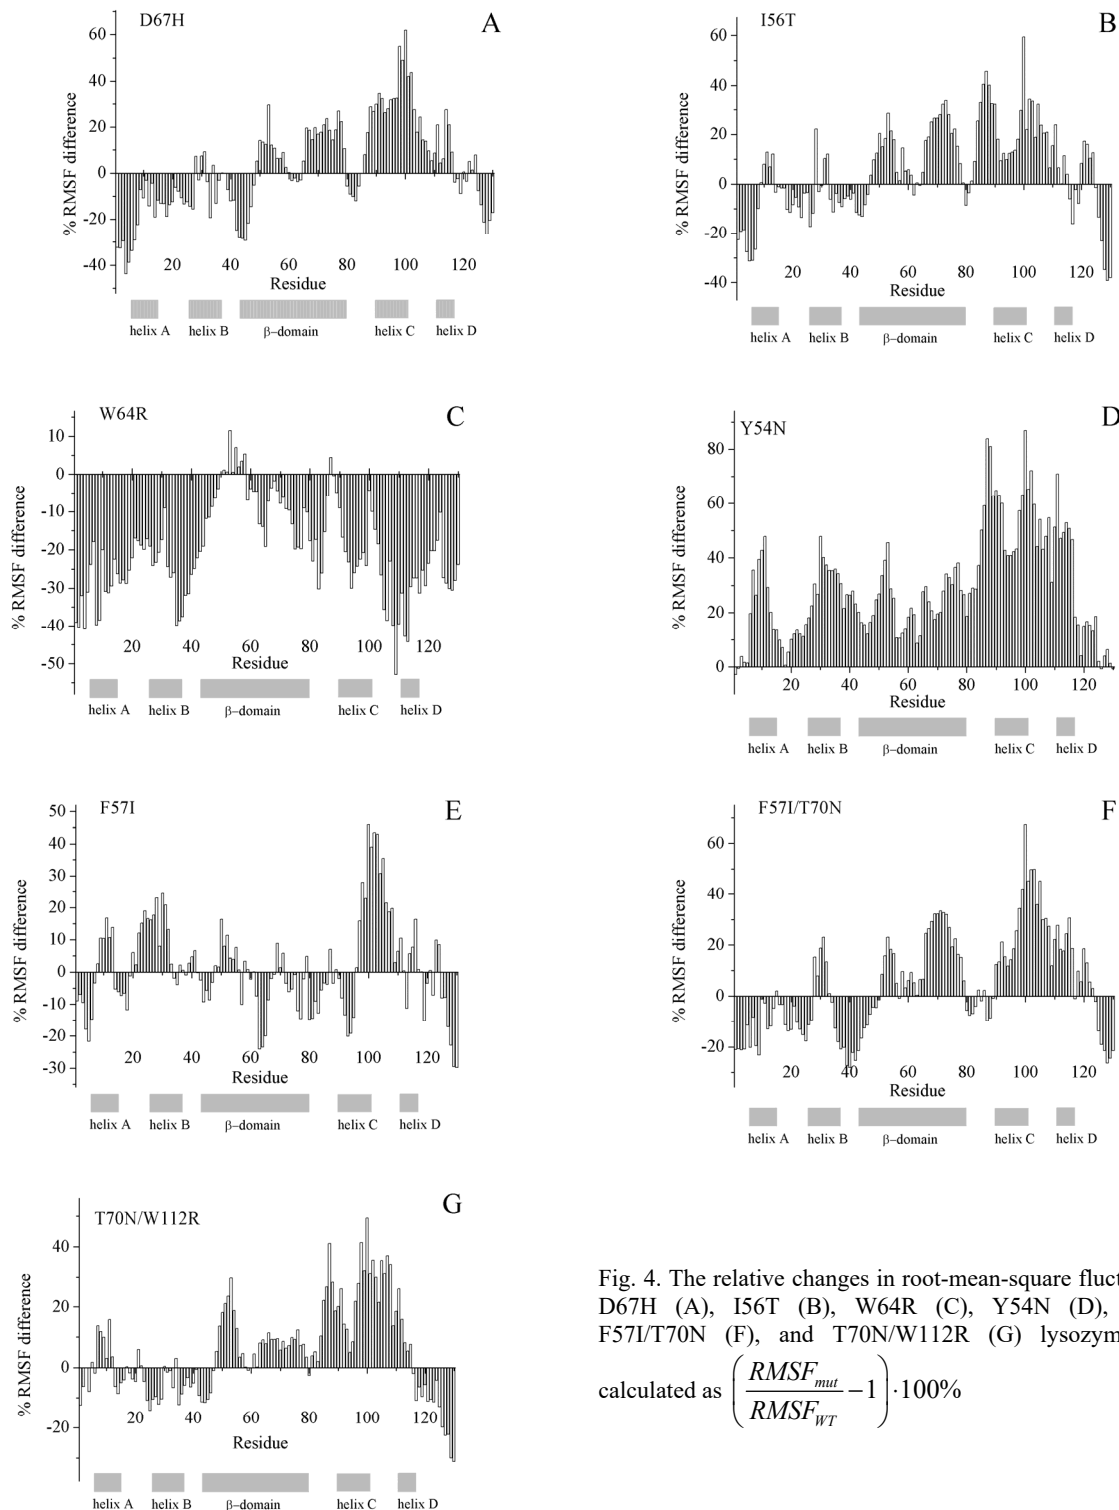 D67H
A
% RMSF difference
60
40
20
0
-20
-40
20 40 60 80 100 120
Residue
helix A helix B β–domain helix C helix D
I56T
B
% RMSF difference
60
40
20
0
-20
-40
20 40 60 80 100 120
Residue
helix A helix B β–domain helix C helix D
W64R
C
% RMSF difference
10
0
-10
-20
-30
-40
-50
20 40 60 80 100 120
Residue
helix A helix B β–domain helix C helix D
Y54N
D
% RMSF difference
80
60
40
20
0
20 40 60 80 100 120
Residue
helix A helix B β–domain helix C helix D
F57I
E
% RMSF difference
50
40
30
20
10
0
-10
-20
-30
20 40 60 80 100 120
Residue
helix A helix B β–domain helix C helix D
F57I/T70N
F
% RMSF difference
60
40
20
0
-20
20 40 60 80 100 120
Residue
helix A helix B β–domain helix C helix D
T70N/W112R
G
% RMSF difference
40
20
0
-20
20 40 60 80 100 120
Residue
helix A helix B β–domain helix C helix D
Fig. 4. The relative changes in root-mean-square fluct
D67H (A), I56T (B), W64R (C), Y54N (D),
F57I/T70N (F), and T70N/W112R (G) lysozym
calculated as (RMSF_mut / RMSF_WT − 1) · 100%